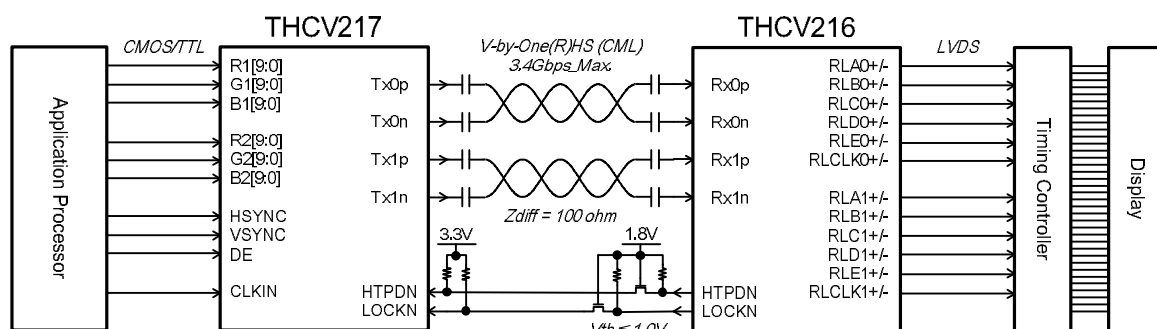 THCV217
THCV216
CMOS/TTL
V-by-One(R)HS (CML)
3.4Gbps_Max.
LVDS
Application Processor
R1[9:0]
G1[9:0]
B1[9:0]
R2[9:0]
G2[9:0]
B2[9:0]
HSYNC
VSYNC
DE
CLKIN
Tx0p
Tx0n
Tx1p
Tx1n
HTPDN
LOCKN
Zdiff = 100 ohm
3.3V
1.8V
Vth ≤ 1.0V
Rx0p
Rx0n
Rx1p
Rx1n
HTPDN
LOCKN
RLA0+/-
RLB0+/-
RLC0+/-
RLD0+/-
RLE0+/-
RLCLK0+/-
RLA1+/-
RLB1+/-
RLC1+/-
RLD1+/-
RLE1+/-
RLCLK1+/-
Timing Controller
Display